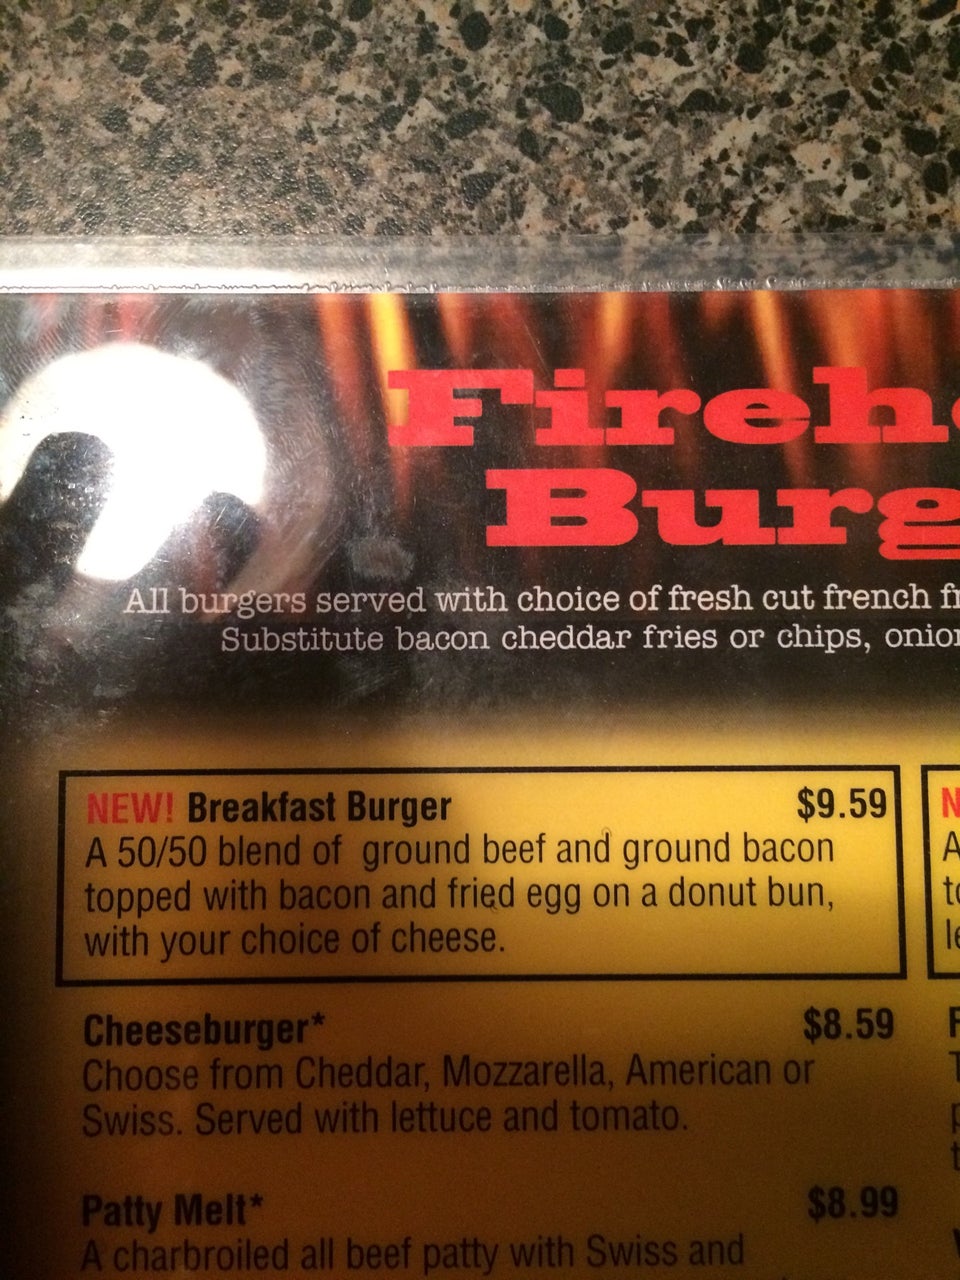 Fireho
Burg
All burgers served with choice of fresh cut french fr
Substitute bacon cheddar fries or chips, onion
NEW! Breakfast Burger $9.59
A 50/50 blend of ground beef and ground bacon
topped with bacon and fried egg on a donut bun,
with your choice of cheese.
Cheeseburger* $8.59
Choose from Cheddar, Mozzarella, American or
Swiss. Served with lettuce and tomato.
Patty Melt* $8.99
A charbroiled all beef patty with Swiss and